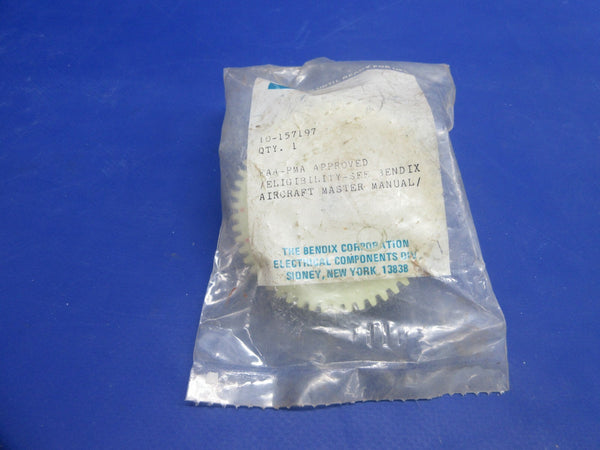 10-157197
QTY. 1
FAA-PMA APPROVED
/ELIGIBILITY-SEE BENDIX
AIRCRAFT MASTER MANUAL/
THE BENDIX CORPORATION
ELECTRICAL COMPONENTS DIV.
SIDNEY, NEW YORK, 13838